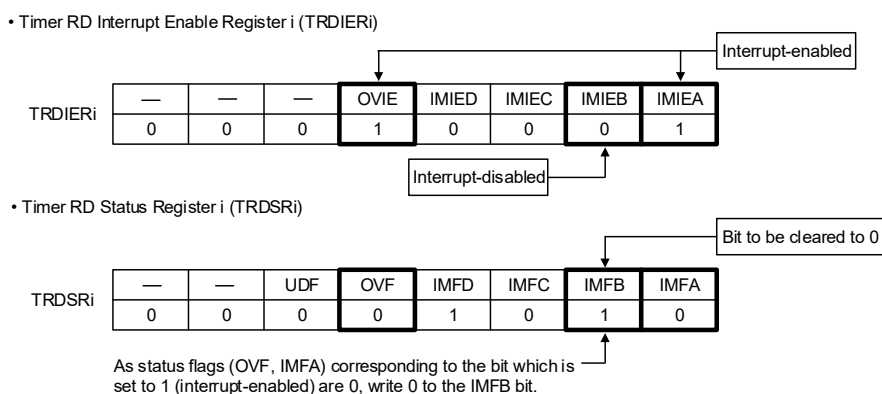 • Timer RD Interrupt Enable Register i (TRDIERi)
Interrupt-enabled
TRDIERi
— — — OVIE IMIED IMIEC IMIEB IMIEA
0 0 0 1 0 0 0 1
Interrupt-disabled
• Timer RD Status Register i (TRDSRi)
Bit to be cleared to 0
TRDSRi
— — UDF OVF IMFD IMFC IMFB IMFA
0 0 0 0 1 0 1 0
As status flags (OVF, IMFA) corresponding to the bit which is
set to 1 (interrupt-enabled) are 0, write 0 to the IMFB bit.